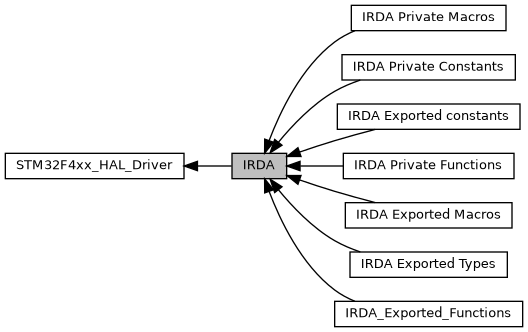 IRDA Private Macros
IRDA Private Constants
IRDA Exported constants
STM32F4xx_HAL_Driver
IRDA
IRDA Private Functions
IRDA Exported Macros
IRDA Exported Types
IRDA_Exported_Functions